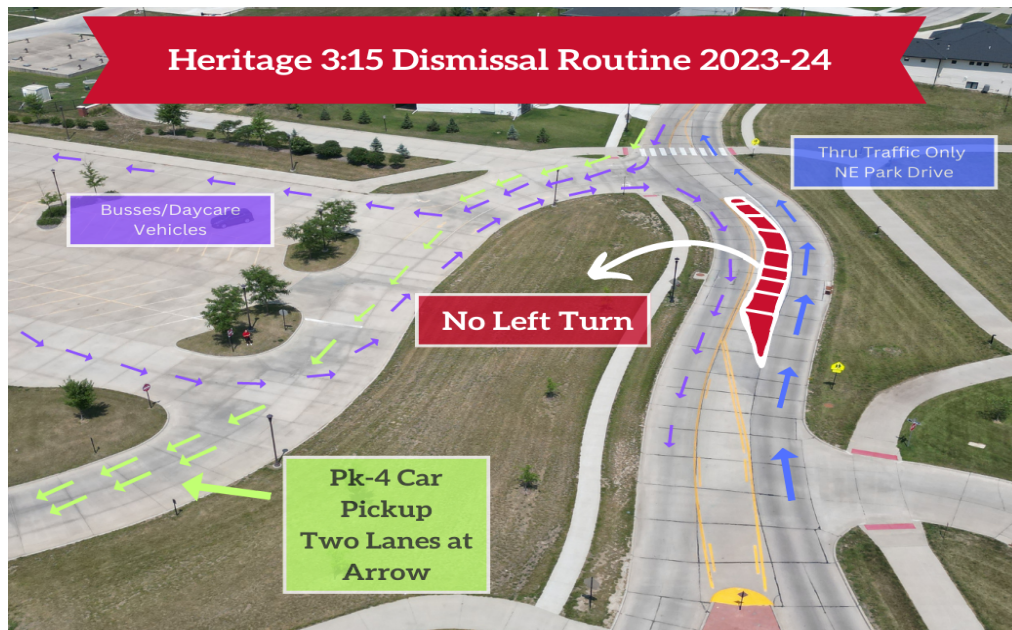 Heritage 3:15 Dismissal Routine 2023-24
Thru Traffic Only
NE Park Drive
Busses/Daycare
Vehicles
No Left Turn
Pk-4 Car
Pickup
Two Lanes at
Arrow